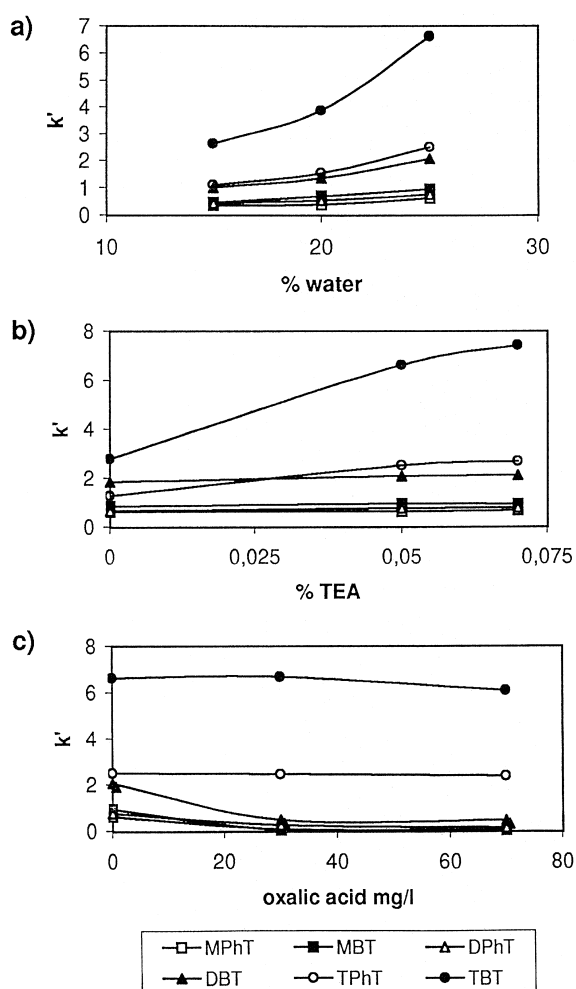 a)
7
6
5
4
3
2
1
0
k'
10 20 30
% water
b)
8
6
4
2
0
k'
0 0,025 0,05 0,075
% TEA
c)
8
6
4
2
0
k'
0 20 40 60 80
oxalic acid mg/l
MPhT MBT DPhT
DBT TPhT TBT